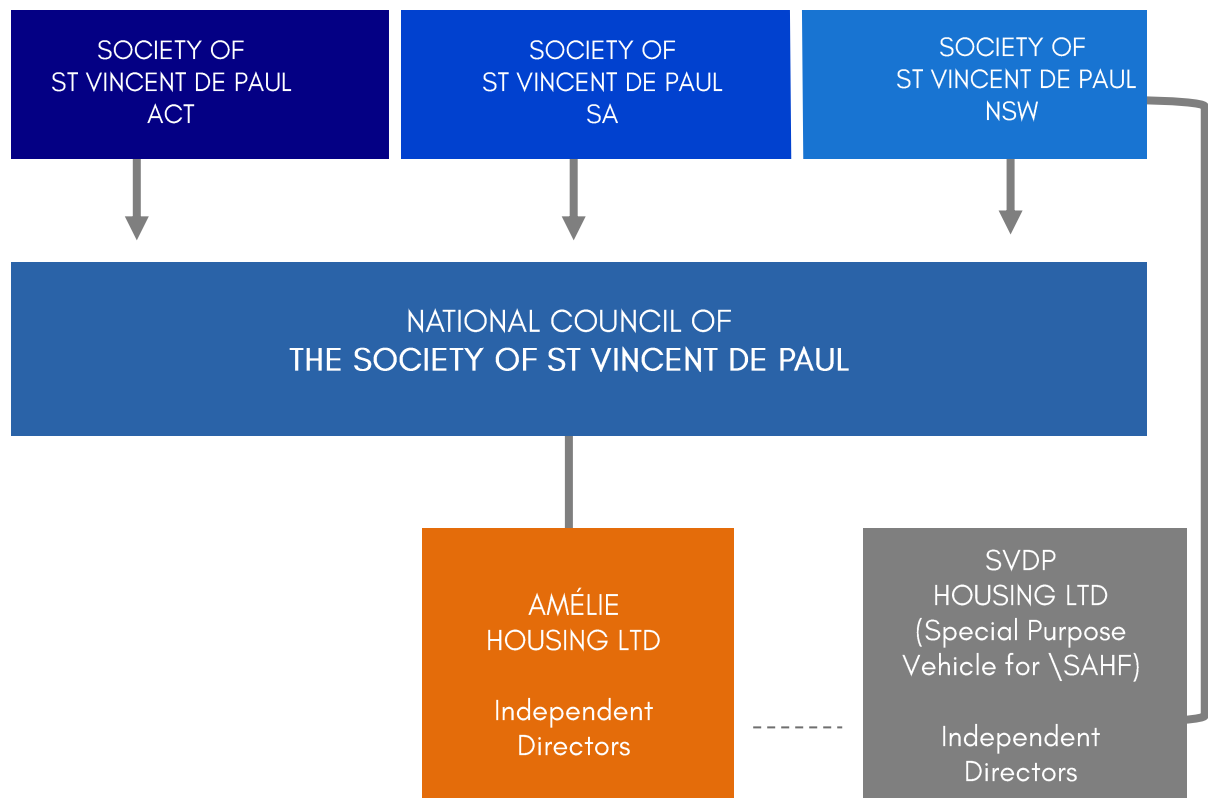 SOCIETY OF
ST VINCENT DE PAUL
ACT
SOCIETY OF
ST VINCENT DE PAUL
SA
SOCIETY OF
ST VINCENT DE PAUL
NSW
NATIONAL COUNCIL OF
THE SOCIETY OF ST VINCENT DE PAUL
AMÉLIE
HOUSING LTD
Independent
Directors
SVDP
HOUSING LTD
(Special Purpose
Vehicle for \SAHF)
Independent
Directors